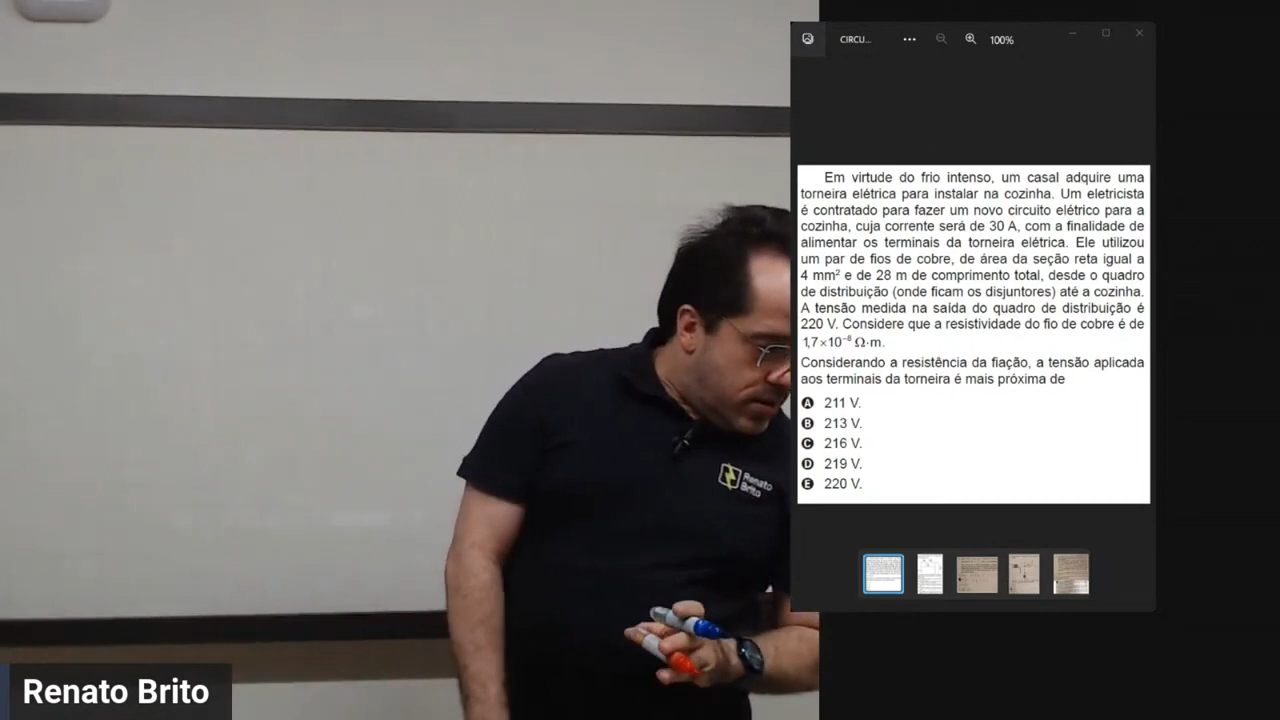 CIRCU...
100%
Em virtude do frio intenso, um casal adquire uma
torneira elétrica para instalar na cozinha. Um eletricista
é contratado para fazer um novo circuito elétrico para a
cozinha, cuja corrente será de 30 A, com a finalidade de
alimentar os terminais da torneira elétrica. Ele utilizou
um par de fios de cobre, de área da seção reta igual a
4 mm² e de 28 m de comprimento total, desde o quadro
de distribuição (onde ficam os disjuntores) até a cozinha.
A tensão medida na saída do quadro de distribuição é
220 V. Considere que a resistividade do fio de cobre é de
1,7×10⁻⁸ Ω·m.
Considerando a resistência da fiação, a tensão aplicada
aos terminais da torneira é mais próxima de
A 211 V.
B 213 V.
C 216 V.
D 219 V.
E 220 V.
Renato
Brito
Renato Brito